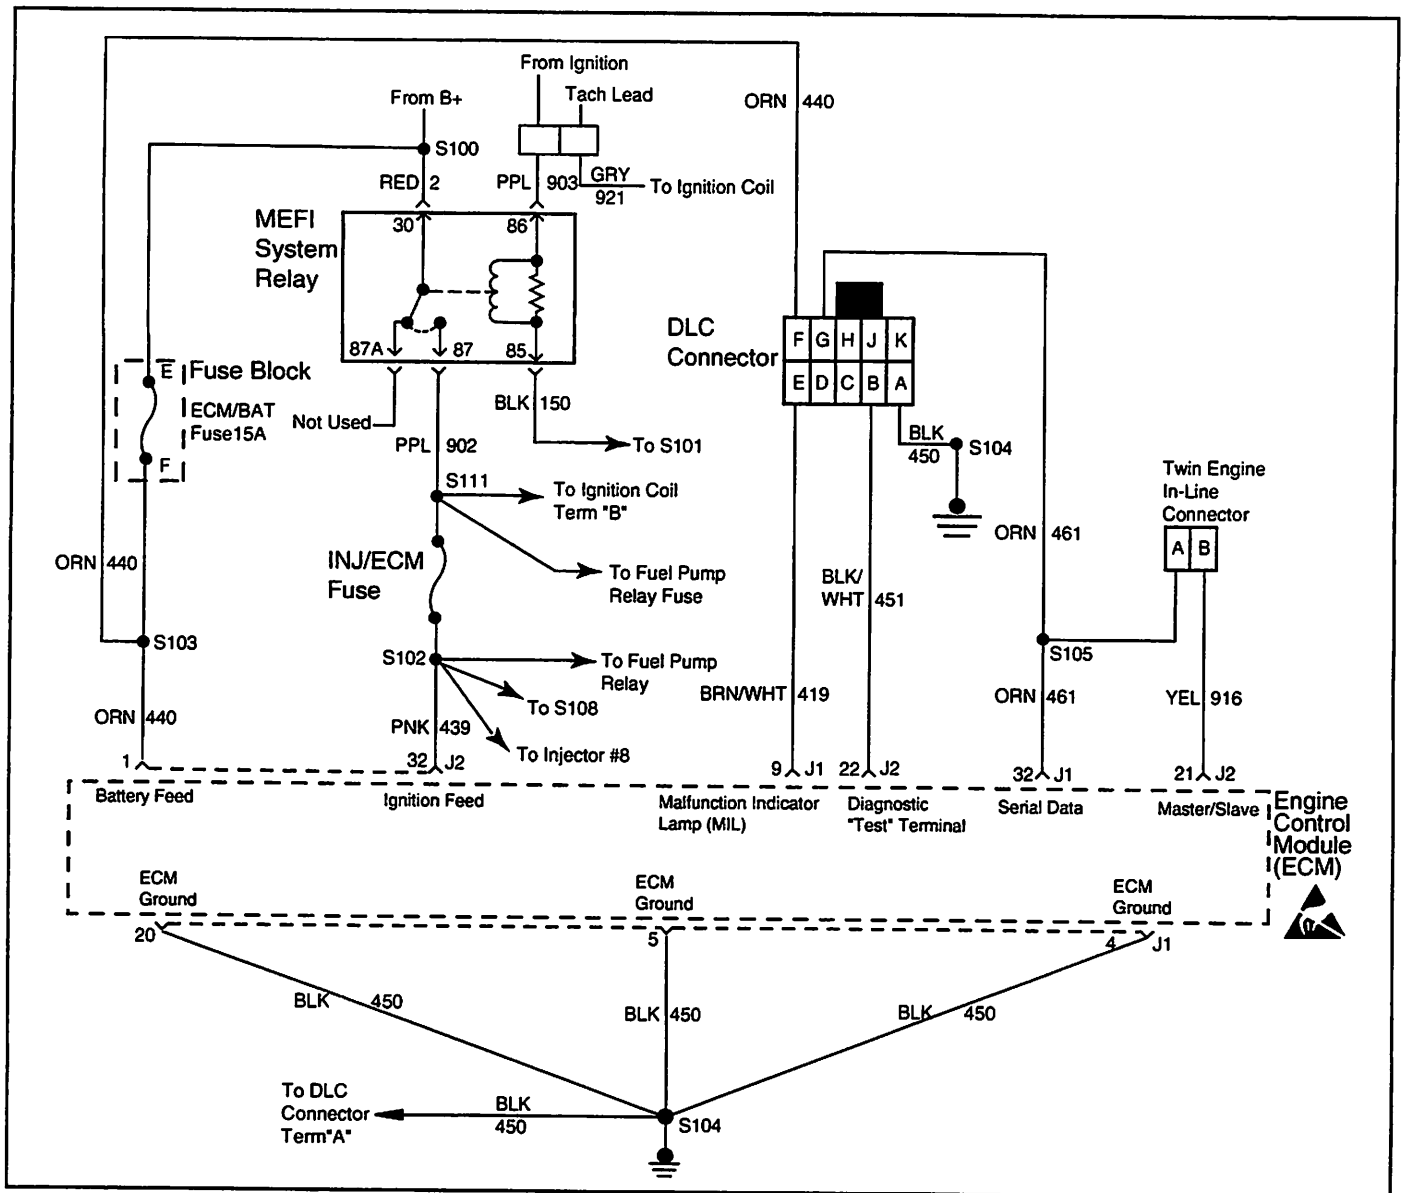 From Ignition
Tach Lead
From B+
ORN 440
S100
RED 2
PPL 903
GRY
921
To Ignition Coil
MEFI
System
Relay
30
86
87A
87
85
DLC
Connector
F G H J K
E D C B A
E
Fuse Block
ECM/BAT
Fuse15A
F
Not Used
BLK 150
To S101
PPL 902
BLK
450
S104
S111
To Ignition Coil
Term "B"
Twin Engine
In-Line
Connector
A B
ORN 461
ORN 440
INJ/ECM
Fuse
To Fuel Pump
Relay Fuse
BLK/
WHT 451
S103
S102
To Fuel Pump
Relay
S105
BRN/WHT 419
ORN 461
YEL 916
To S108
ORN 440
PNK 439
To Injector #8
1
32 J2
9 J1
22 J2
32 J1
21 J2
Battery Feed
Ignition Feed
Malfunction Indicator
Lamp (MIL)
Diagnostic
"Test" Terminal
Serial Data
Master/Slave
Engine
Control
Module
(ECM)
ECM
Ground
ECM
Ground
ECM
Ground
20
5
4 J1
BLK 450
BLK 450
BLK 450
To DLC
Connector
Term"A"
BLK
450
S104